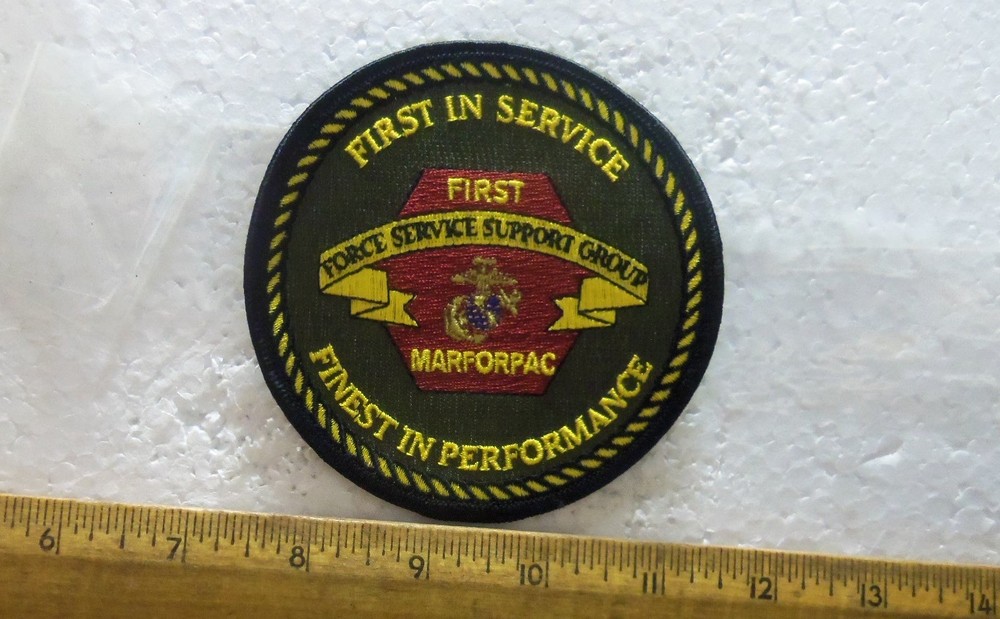 FIRST IN SERVICE
FIRST
FORCE SERVICE SUPPORT GROUP
MARFORPAC
FINEST IN PERFORMANCE
6 7 8 9 10 11 12 13 14